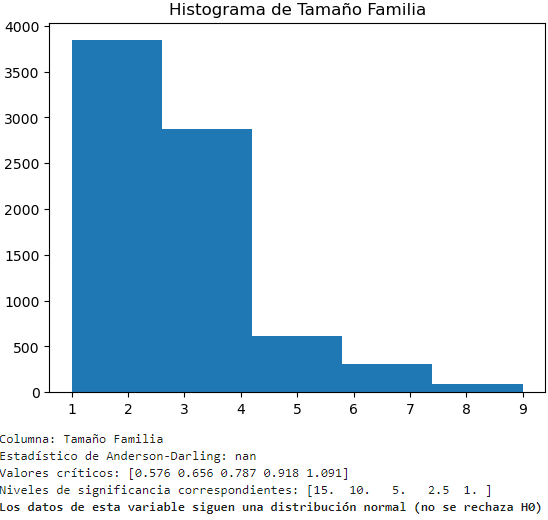 Histograma de Tamaño Familia
4000
3500
3000
2500
2000
1500
1000
500
0
1 2 3 4 5 6 7 8 9
Columna: Tamaño Familia
Estadístico de Anderson-Darling: nan
Valores críticos: [0.576 0.656 0.787 0.918 1.091]
Niveles de significancia correspondientes: [15. 10. 5. 2.5 1. ]
Los datos de esta variable siguen una distribución normal (no se rechaza H0)